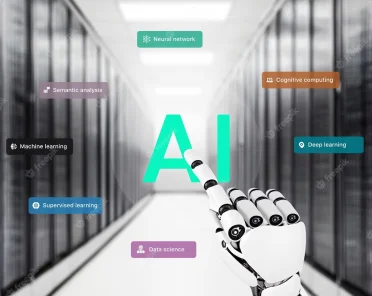 Neural network
Cognitive computing
Semantic analysis
AI
Machine learning
Deep learning
Supervised learning
Data science